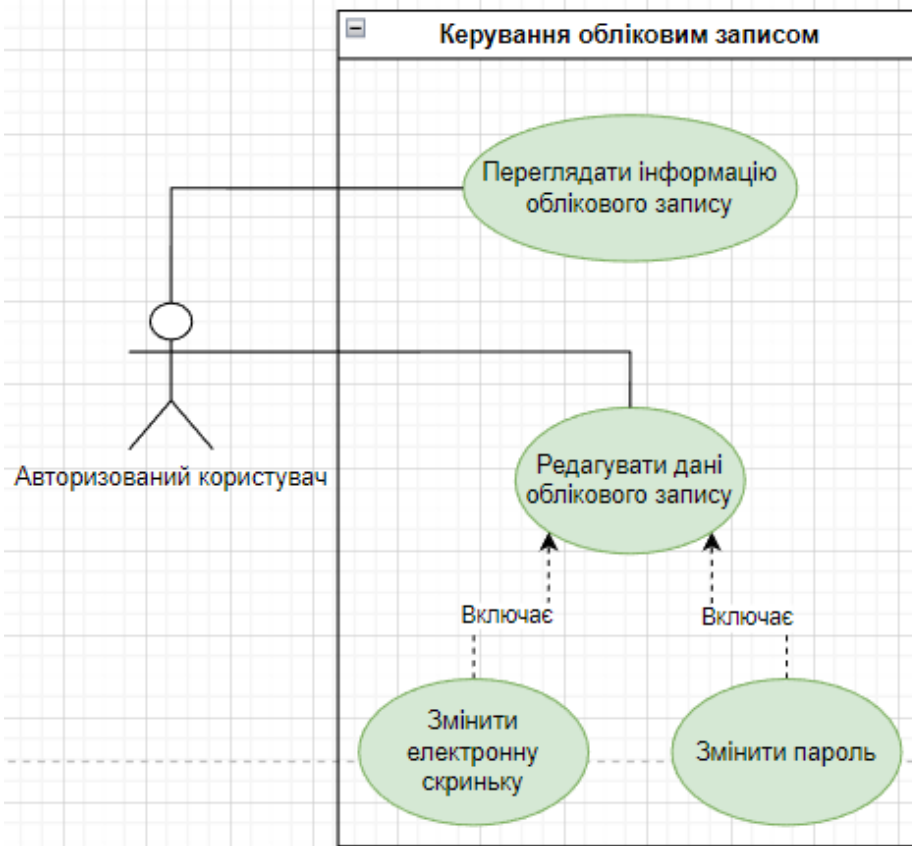 Керування обліковим записом
Переглядати інформацію
облікового запису
Авторизований користувач
Редагувати дані
облікового запису
Включає
Включає
Змінити
електронну
скриньку
Змінити пароль